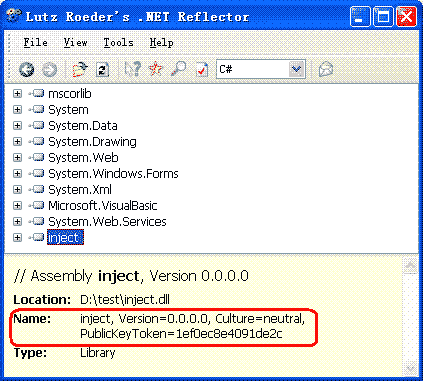 Lutz Roeder's .NET Reflector
File View Tools Help
C#
mscorlib
System
System.Data
System.Drawing
System.Web
System.Windows.Forms
System.Xml
Microsoft.VisualBasic
System.Web.Services
inject
// Assembly inject, Version 0.0.0.0
Location: D:\test\inject.dll
Name: inject, Version=0.0.0.0, Culture=neutral,
PublicKeyToken=1ef0ec8e4091de2c
Type: Library